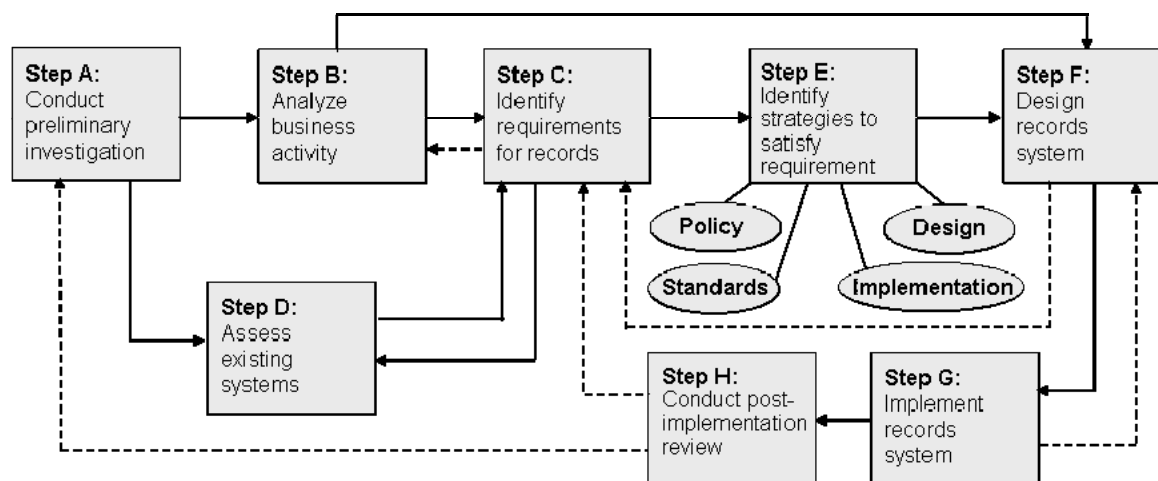 Step A:
Conduct
preliminary
investigation
Step B:
Analyze
business
activity
Step C:
Identify
requirements
for records
Step E:
Identify
strategies to
satisfy
requirement
Step F:
Design
records
system
Policy
Design
Standards
Implementation
Step D:
Assess
existing
systems
Step H:
Conduct post-
implementation
review
Step G:
Implement
records
system